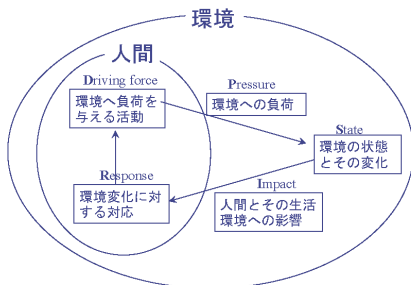 環境
人間
Driving force
環境へ負荷を
与える活動
Pressure
環境への負荷
State
環境の状態
とその変化
Response
環境変化に対
する対応
Impact
人間とその生活
環境への影響